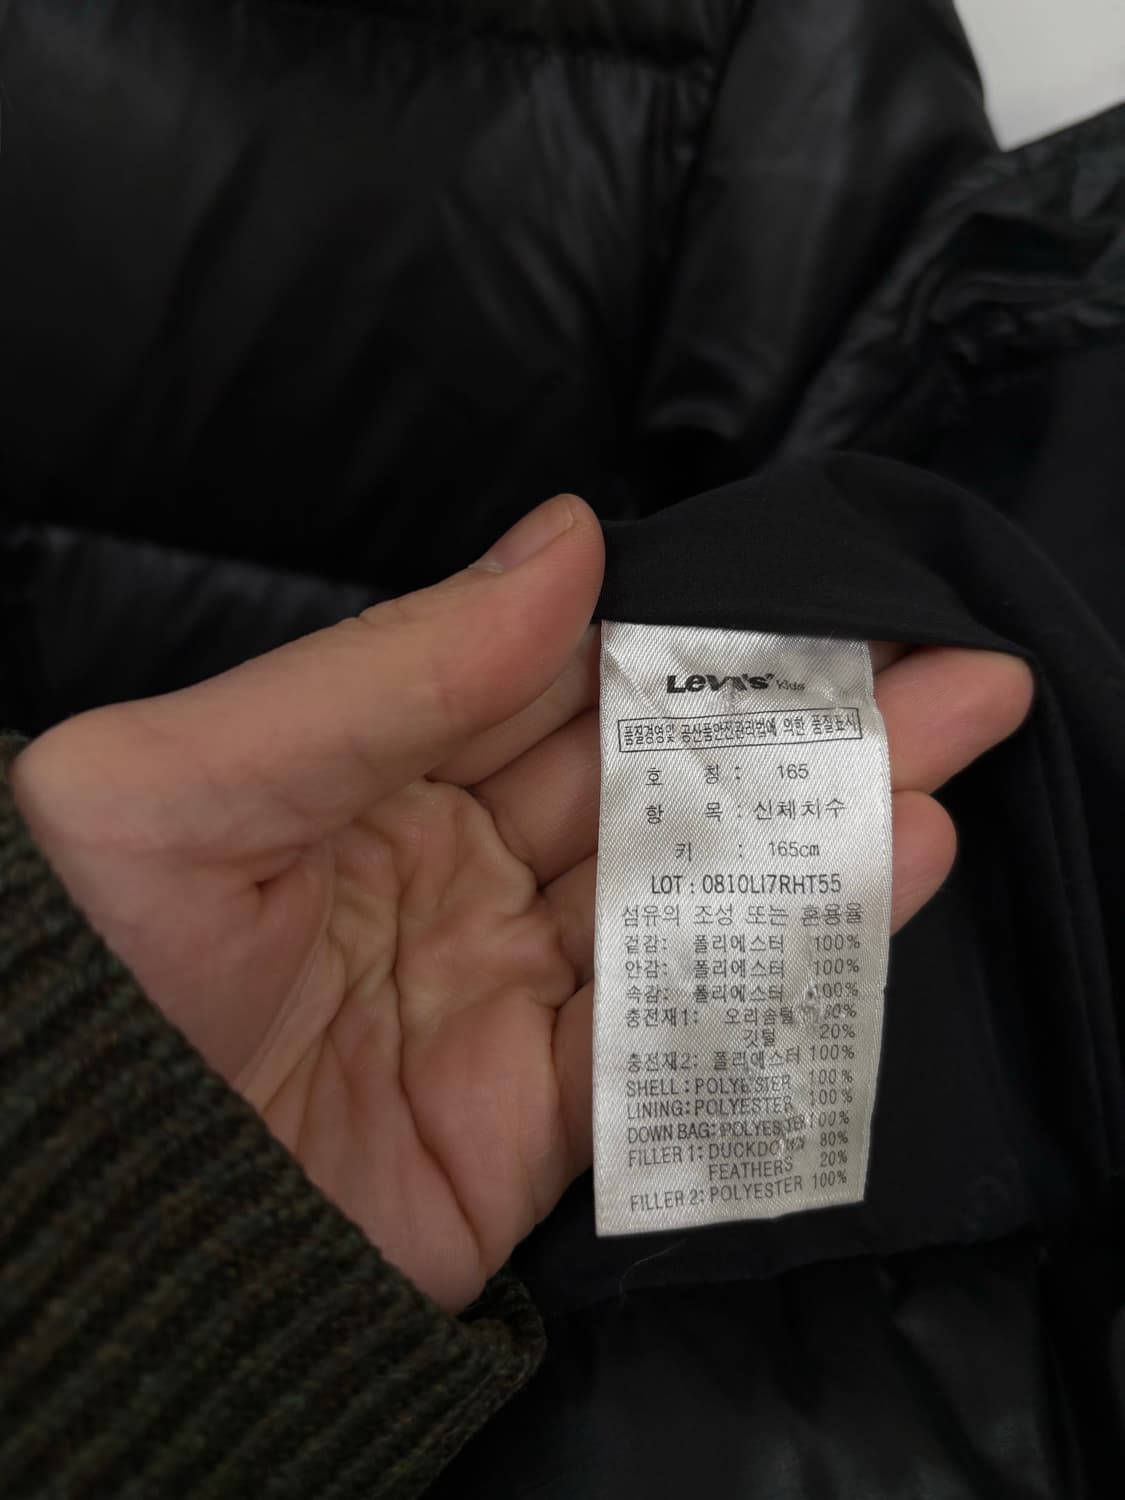 Levi's Kids
품질경영및 공산품안전관리법에 의한 품질표시
호 칭 : 165
항 목 : 신체치수
키 : 165cm
LOT : 0810LI7RHT55
섬유의 조성 또는 혼용율
겉감: 폴리에스터 100%
안감: 폴리에스터 100%
속감: 폴리에스터 100%
충전재1: 오리솜털 80%
깃털 20%
충전재2: 폴리에스터 100%
SHELL: POLYESTER 100%
LINING: POLYESTER 100%
DOWN BAG: POLYESTER 100%
FILLER 1: DUCKDOWN 80%
FEATHERS 20%
FILLER 2: POLYESTER 100%